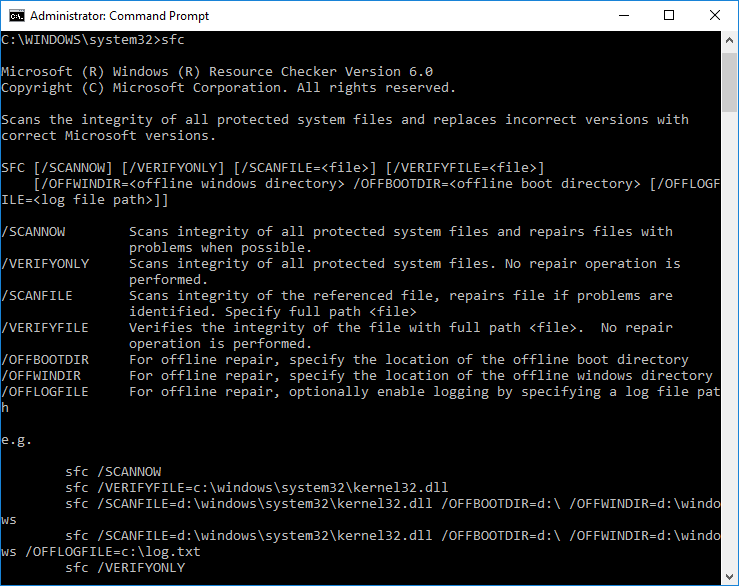 Administrator: Command Prompt
C:\WINDOWS\system32>sfc
Microsoft (R) Windows (R) Resource Checker Version 6.0
Copyright (C) Microsoft Corporation. All rights reserved.
Scans the integrity of all protected system files and replaces incorrect versions with
correct Microsoft versions.
SFC [/SCANNOW] [/VERIFYONLY] [/SCANFILE=<file>] [/VERIFYFILE=<file>]
    [/OFFWINDIR=<offline windows directory> /OFFBOOTDIR=<offline boot directory> [/OFFLOGF
ILE=<log file path>]]
/SCANNOW        Scans integrity of all protected system files and repairs files with
                problems when possible.
/VERIFYONLY     Scans integrity of all protected system files. No repair operation is
                performed.
/SCANFILE       Scans integrity of the referenced file, repairs file if problems are
                identified. Specify full path <file>
/VERIFYFILE     Verifies the integrity of the file with full path <file>.  No repair
                operation is performed.
/OFFBOOTDIR     For offline repair, specify the location of the offline boot directory
/OFFWINDIR      For offline repair, specify the location of the offline windows directory
/OFFLOGFILE     For offline repair, optionally enable logging by specifying a log file pat
h
e.g.
        sfc /SCANNOW
        sfc /VERIFYFILE=c:\windows\system32\kernel32.dll
        sfc /SCANFILE=d:\windows\system32\kernel32.dll /OFFBOOTDIR=d:\ /OFFWINDIR=d:\windo
ws
        sfc /SCANFILE=d:\windows\system32\kernel32.dll /OFFBOOTDIR=d:\ /OFFWINDIR=d:\windo
ws /OFFLOGFILE=c:\log.txt
        sfc /VERIFYONLY